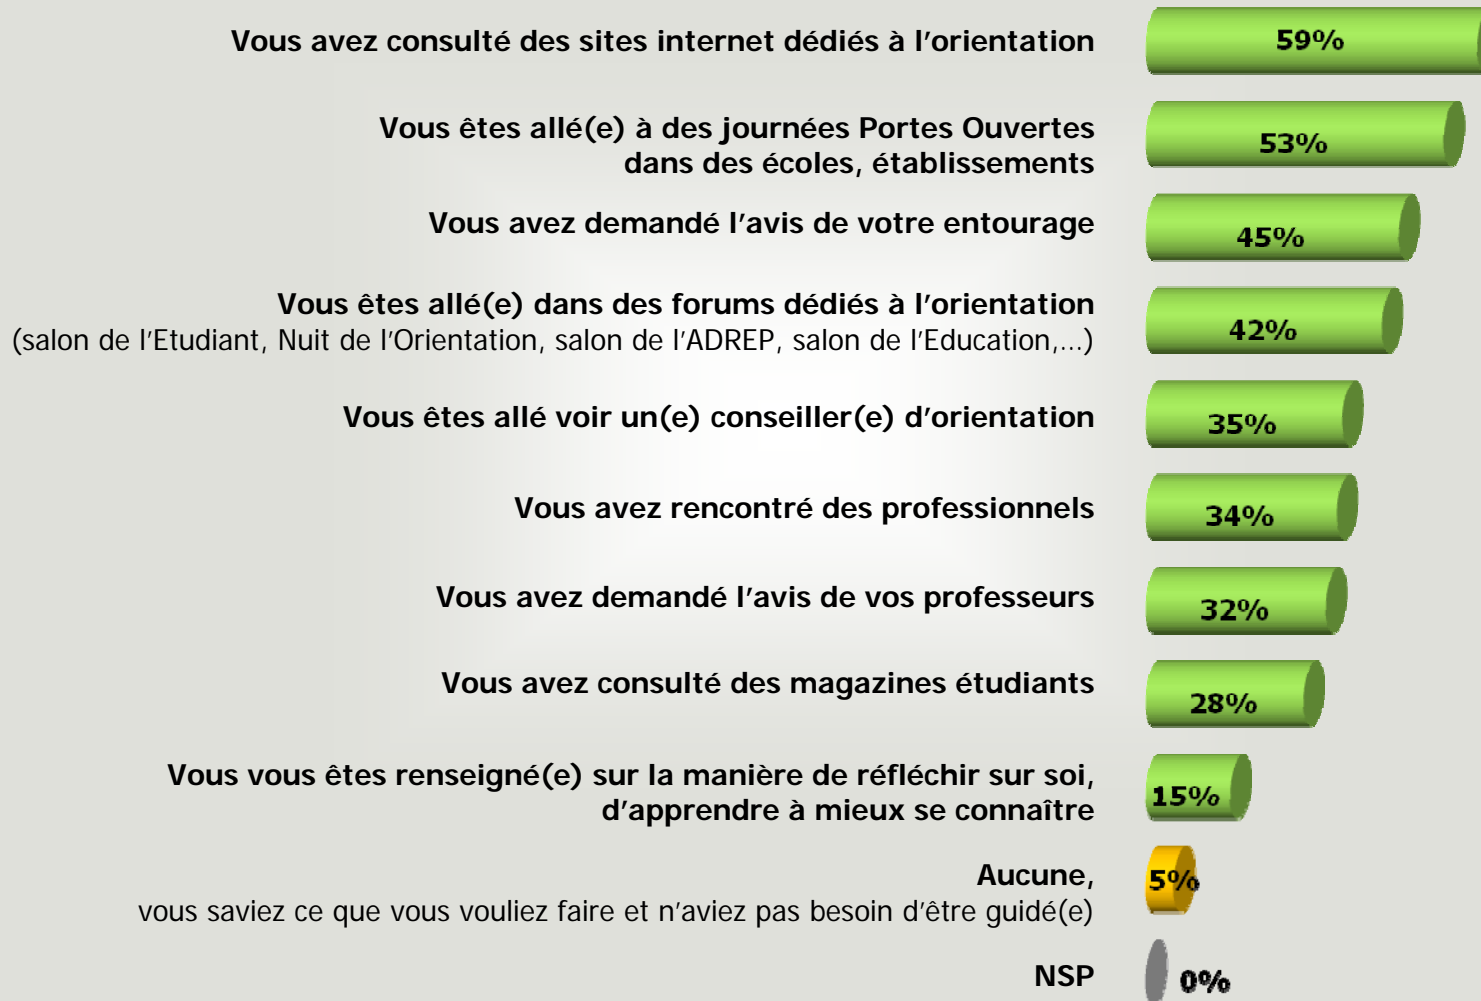 Vous avez consulté des sites internet dédiés à l'orientation 59%
Vous êtes allé(e) à des journées Portes Ouvertes
dans des écoles, établissements 53%
Vous avez demandé l'avis de votre entourage 45%
Vous êtes allé(e) dans des forums dédiés à l'orientation
(salon de l'Etudiant, Nuit de l'Orientation, salon de l'ADREP, salon de l'Education,...) 42%
Vous êtes allé voir un(e) conseiller(e) d'orientation 35%
Vous avez rencontré des professionnels 34%
Vous avez demandé l'avis de vos professeurs 32%
Vous avez consulté des magazines étudiants 28%
Vous vous êtes renseigné(e) sur la manière de réfléchir sur soi,
d'apprendre à mieux se connaître 15%
Aucune, 5%
vous saviez ce que vous vouliez faire et n'aviez pas besoin d'être guidé(e)
NSP 0%